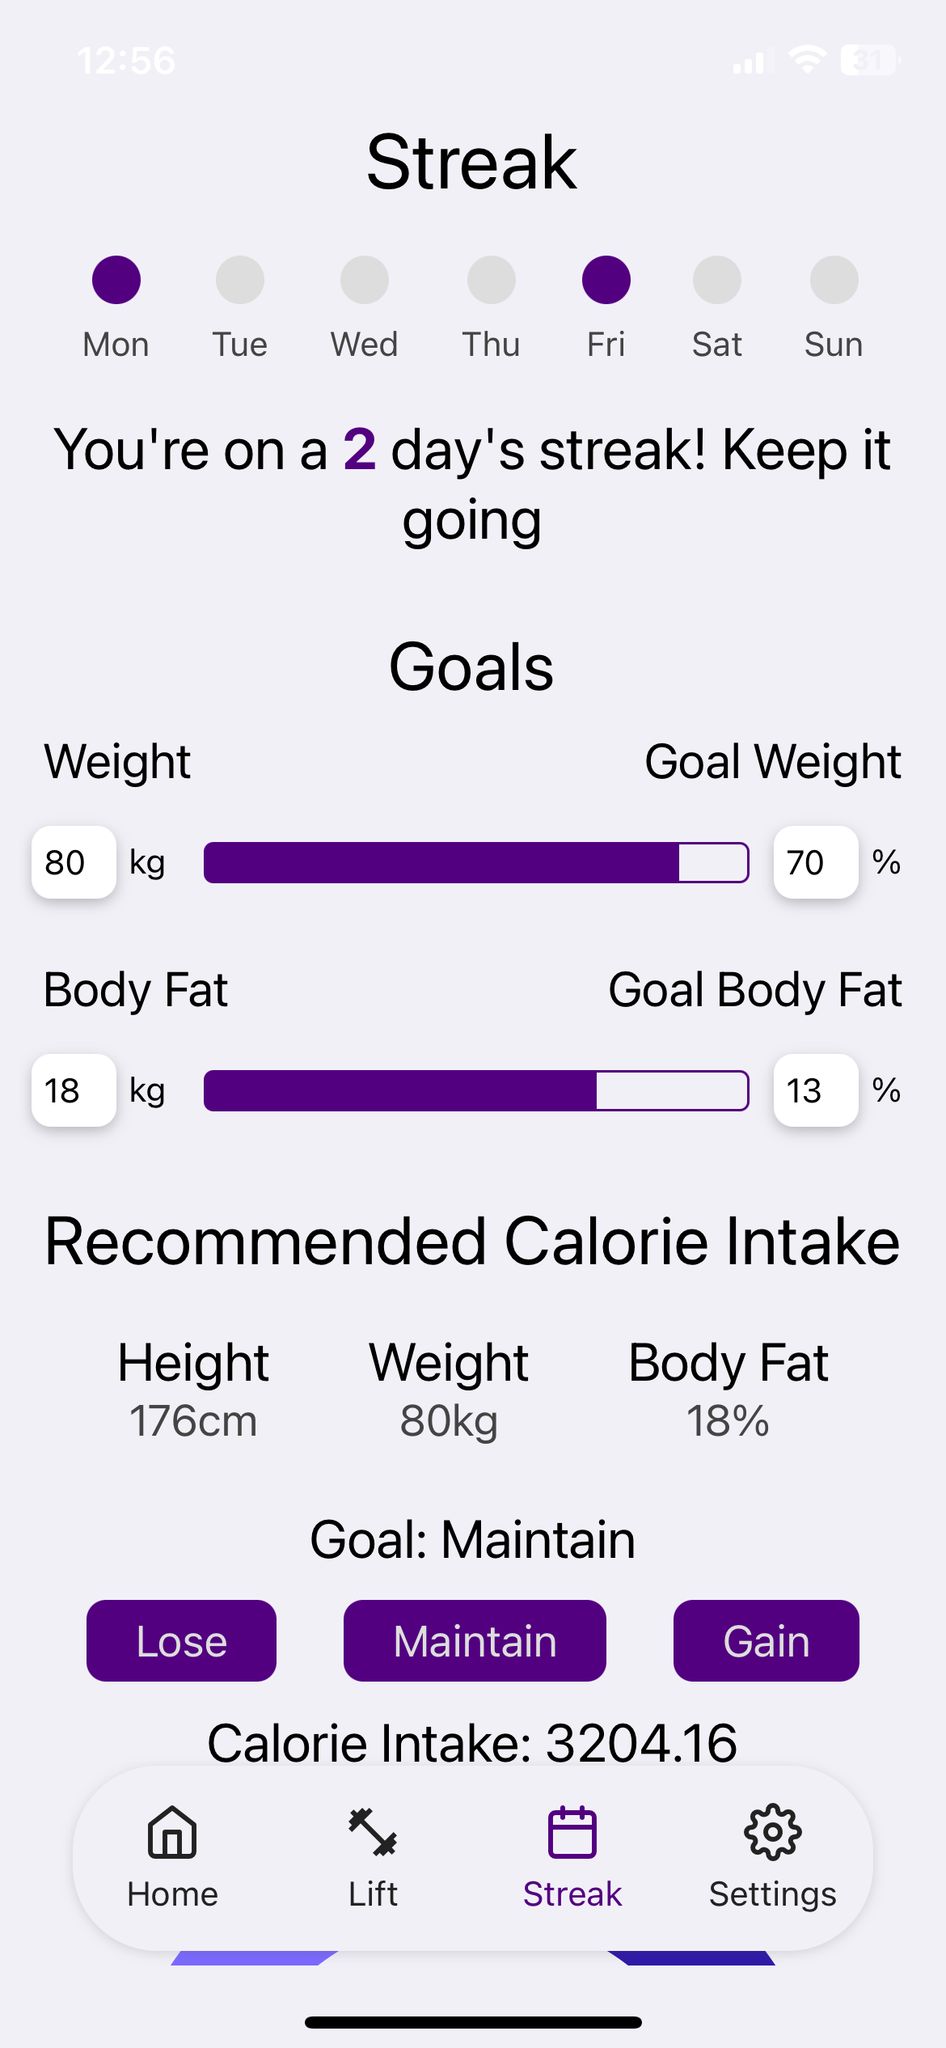 12:56
31
Streak
Mon Tue Wed Thu Fri Sat Sun
You're on a 2 day's streak! Keep it
going
Goals
Weight Goal Weight
80 kg 70 %
Body Fat Goal Body Fat
18 kg 13 %
Recommended Calorie Intake
Height Weight Body Fat
176cm 80kg 18%
Goal: Maintain
Lose Maintain Gain
Calorie Intake: 3204.16
Home Lift Streak Settings